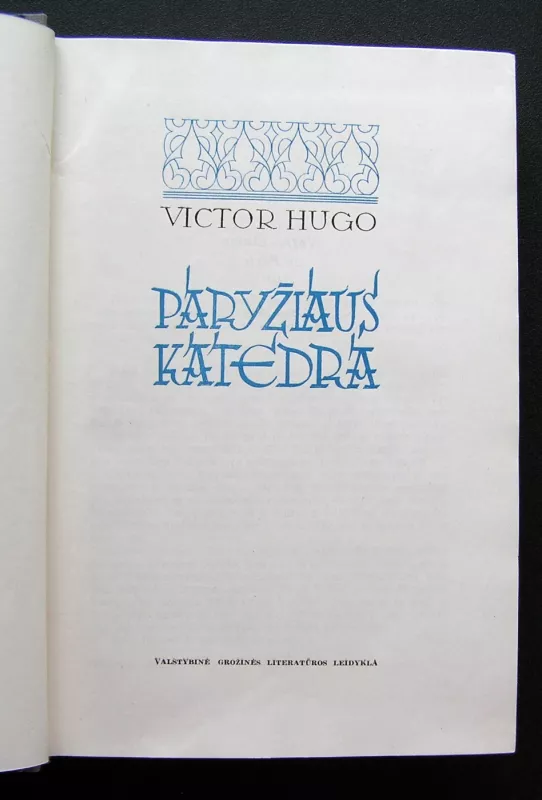 VICTOR HUGO
PARYŽIAUS
KATEDRA
VALSTYBINĖ GROŽINĖS LITERATŪROS LEIDYKLA